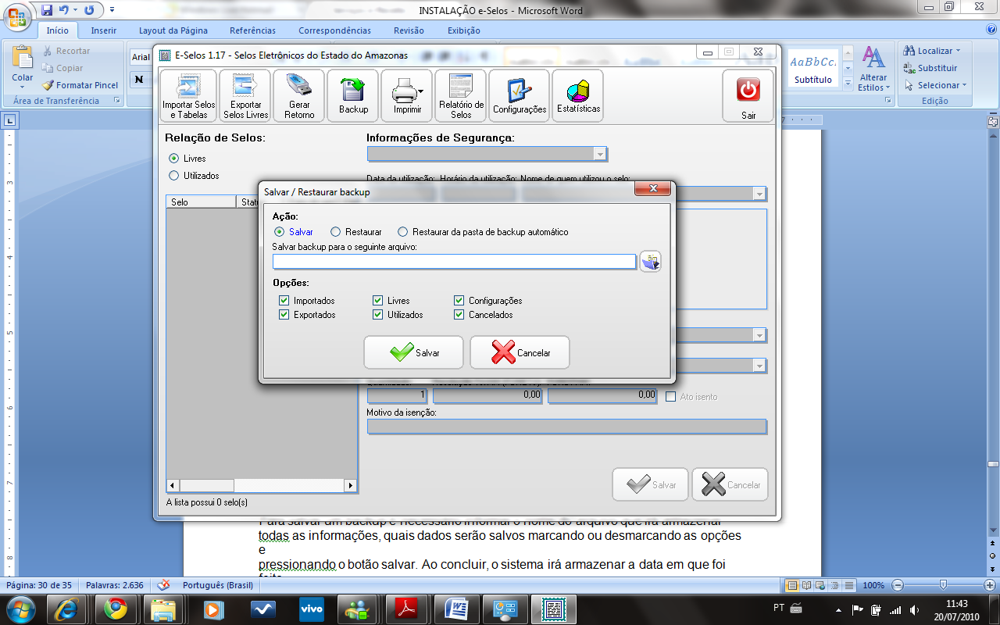 INSTALAÇÃO e-Selos - Microsoft Word
Início Inserir Layout da Página Referências Correspondências Revisão Exibição
Colar
Recortar
Copiar
Formatar Pincel
Área de Transferência
Arial
N
AaBbCc.
Subtítulo
Alterar
Estilos
Localizar
Substituir
Selecionar
Edição
E-Selos 1.17 - Selos Eletrônicos do Estado do Amazonas
Importar Selos
e Tabelas
Exportar
Selos Livres
Gerar
Retorno
Backup
Imprimir
Relatório de
Selos
Configurações
Estatísticas
Sair
Relação de Selos:
Livres
Utilizados
Selo
Informações de Segurança:
Data da utilização: Horário da utilização: Nome de quem utilizou o selo:
Salvar / Restaurar backup
Ação:
Salvar Restaurar Restaurar da pasta de backup automático
Salvar backup para o seguinte arquivo:
Opções:
Importados Livres Configurações
Exportados Utilizados Cancelados
Salvar Cancelar
1 0,00 0,00 Ato isento
Motivo da isenção:
Salvar Cancelar
A lista possui 0 selo(s)
Para salvar um backup é necessário informar o nome do arquivo que irá armazenar
todas as informações, quais dados serão salvos marcando ou desmarcando as opções
e
pressionando o botão salvar. Ao concluir, o sistema irá armazenar a data em que foi
Página: 30 de 35 Palavras: 2.636 Português (Brasil) 100%
vivo
PT
11:43
20/07/2010